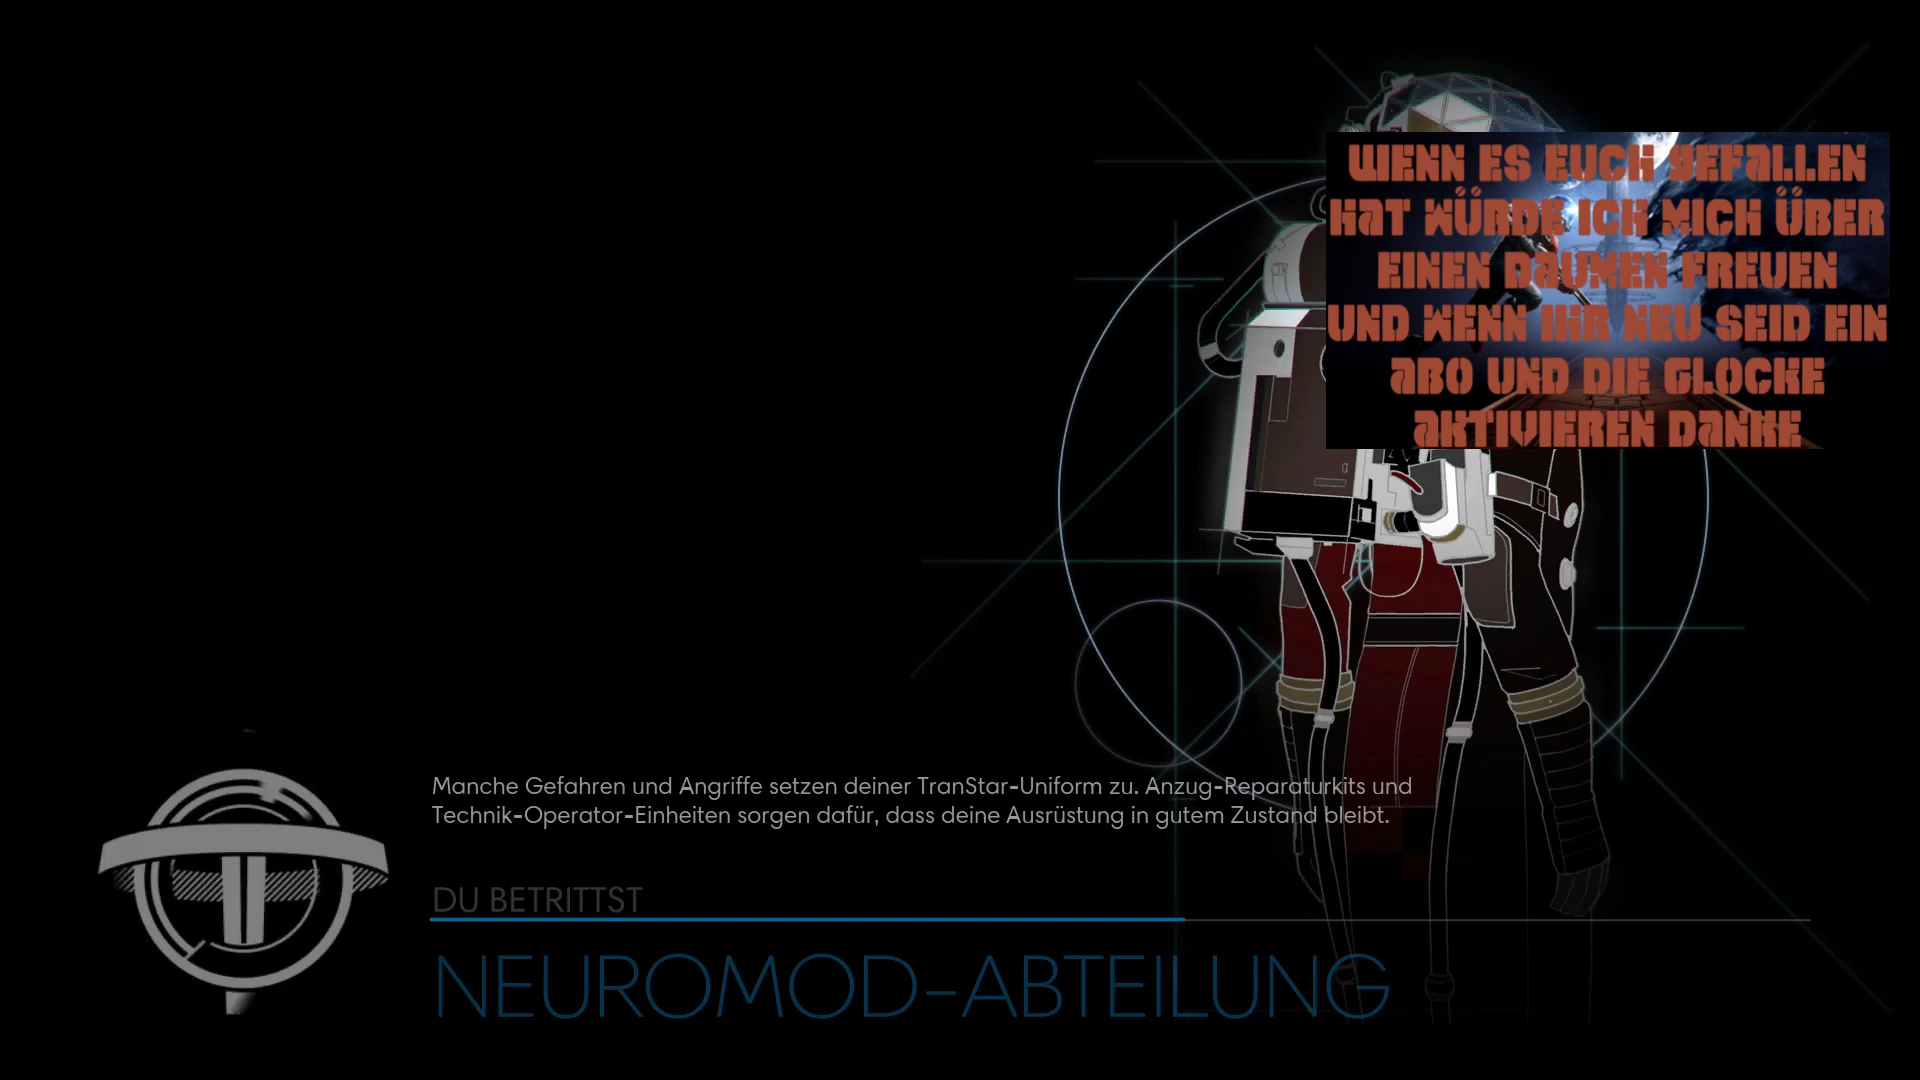 WENN ES EUCH GEFALLEN
HAT WÜRDE ICH MICH ÜBER
EINEN DAUMEN FREUEN
UND WENN IHR NEU SEID EIN
ABO UND DIE GLOCKE
AKTIVIEREN DANKE
Manche Gefahren und Angriffe setzen deiner TranStar-Uniform zu. Anzug-Reparaturkits und
Technik-Operator-Einheiten sorgen dafür, dass deine Ausrüstung in gutem Zustand bleibt.
DU BETRITTST
NEUROMOD-ABTEILUNG